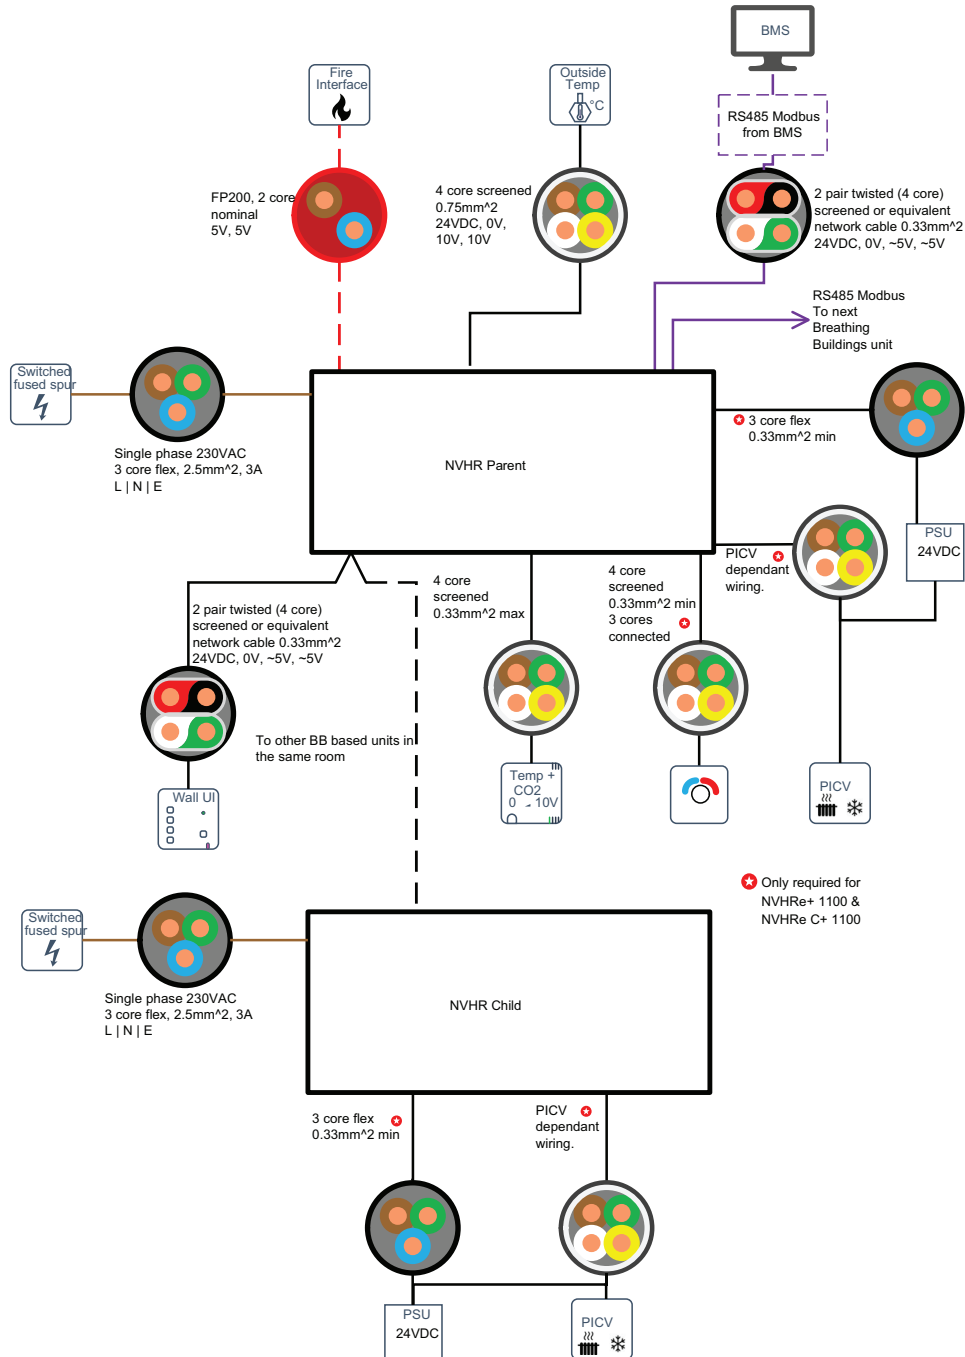 BMS
Fire
Interface
Outside
Temp
°C
RS485 Modbus
from BMS
FP200, 2 core
nominal
5V, 5V
4 core screened
0.75mm^2
24VDC, 0V,
10V, 10V
2 pair twisted (4 core)
screened or equivalent
network cable 0.33mm^2
24VDC, 0V, ~5V, ~5V
RS485 Modbus
To next
Breathing
Buildings unit
Switched
fused spur
Single phase 230VAC
3 core flex, 2.5mm^2, 3A
L | N | E
NVHR Parent
3 core flex
0.33mm^2 min
PSU
24VDC
PICV
dependant
wiring.
4 core
screened
0.33mm^2 max
4 core
screened
0.33mm^2 min
3 cores
connected
2 pair twisted (4 core)
screened or equivalent
network cable 0.33mm^2
24VDC, 0V, ~5V, ~5V
To other BB based units in
the same room
Wall UI
Temp +
CO2
0 10V
PICV
Only required for
NVHRe+ 1100 &
NVHRe C+ 1100
Switched
fused spur
Single phase 230VAC
3 core flex, 2.5mm^2, 3A
L | N | E
NVHR Child
3 core flex
0.33mm^2 min
PICV
dependant
wiring.
PSU
24VDC
PICV